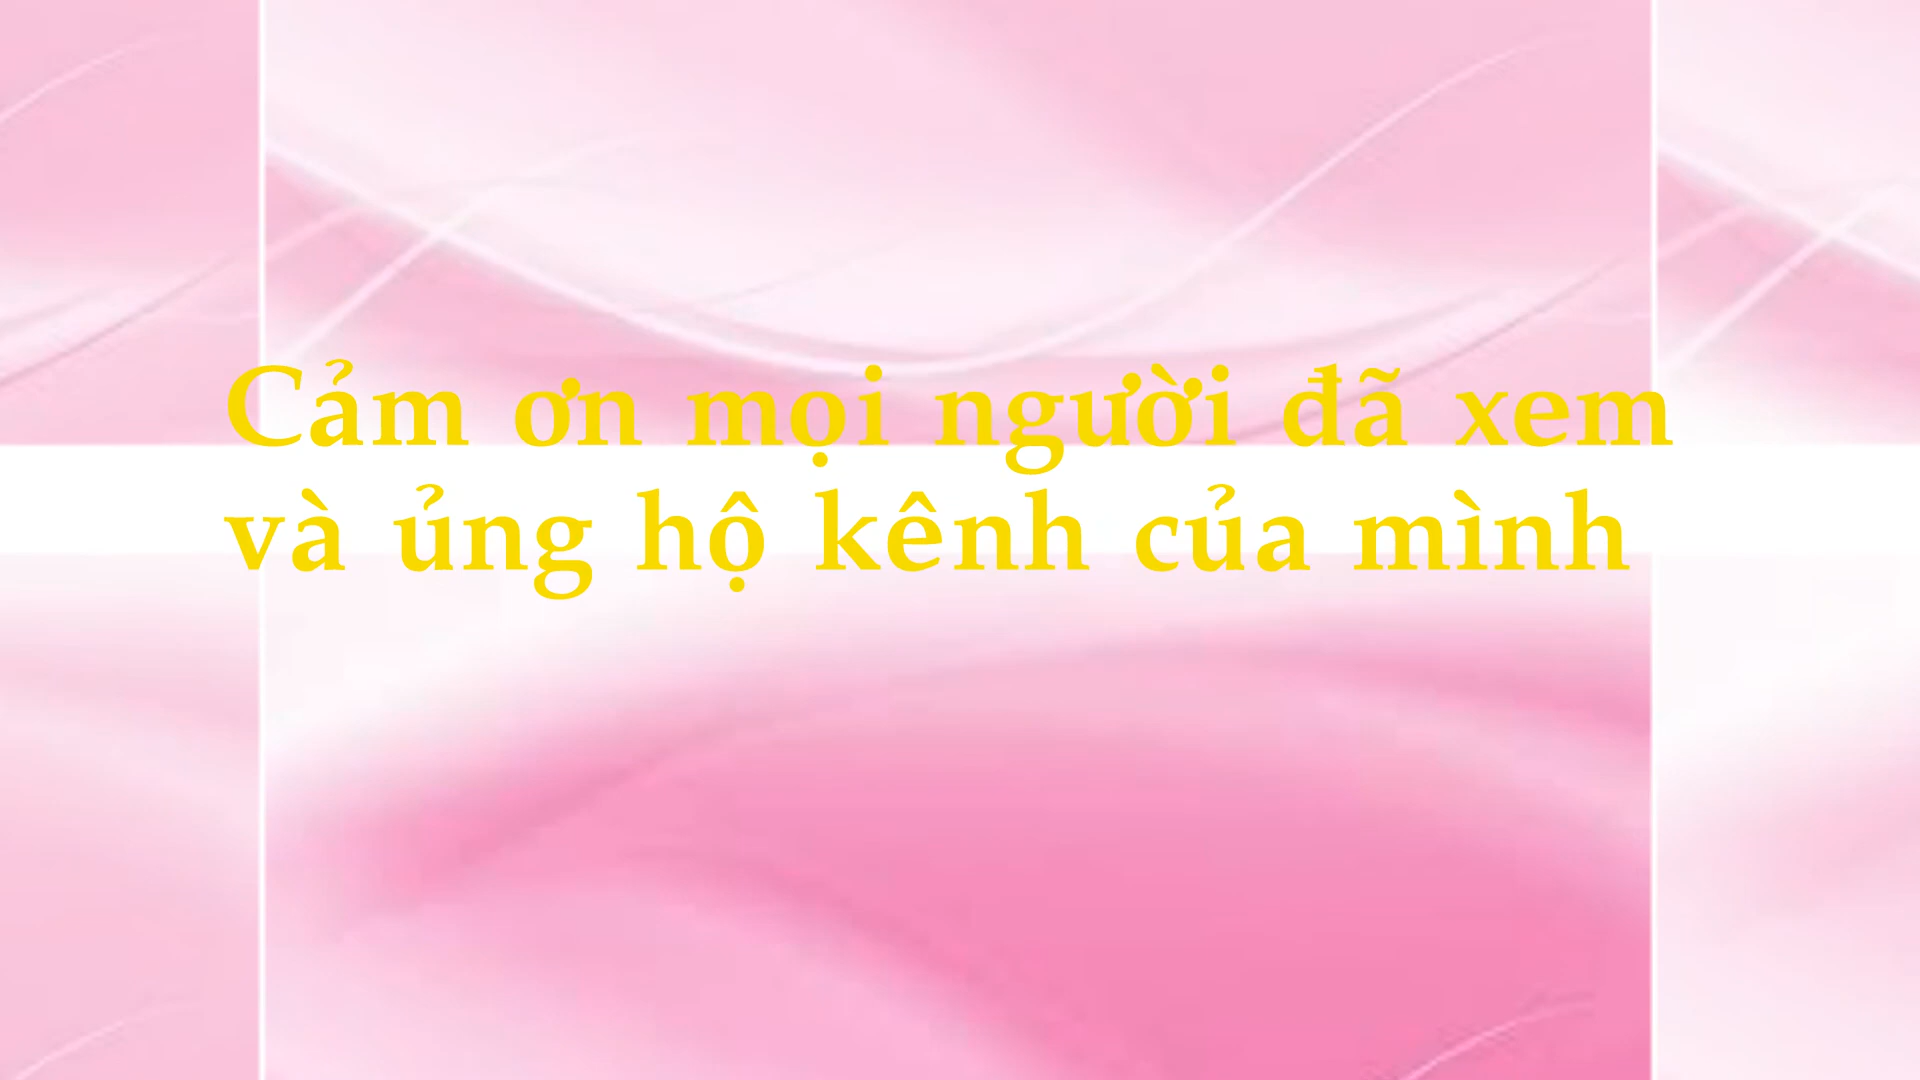 Cảm ơn mọi người đã xem
và ủng hộ kênh của mình